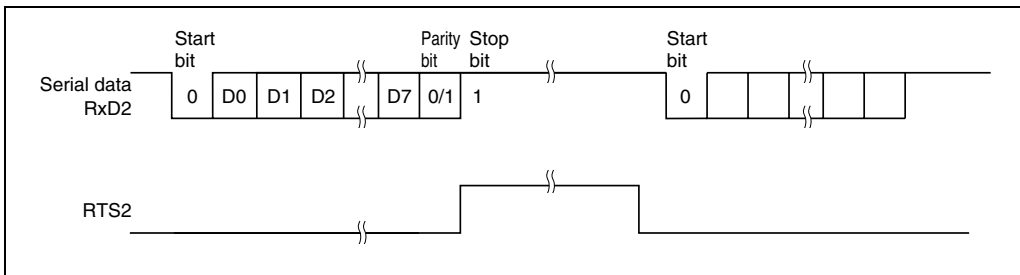 Start bit
Parity bit
Stop bit
Start bit
Serial data RxD2
0 D0 D1 D2 D7 0/1 1 0
RTS2